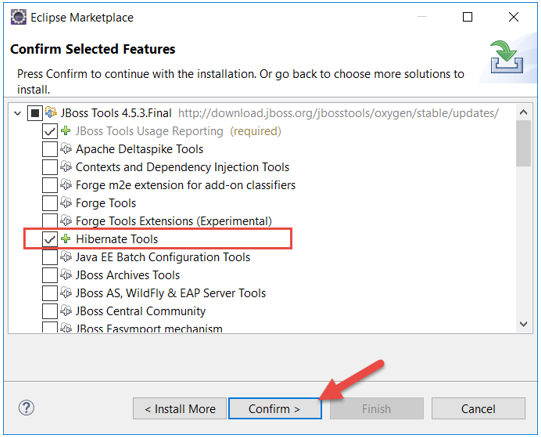 Eclipse Marketplace
Confirm Selected Features
Press Confirm to continue with the installation. Or go back to choose more solutions to
install.
JBoss Tools 4.5.3.Final http://download.jboss.org/jbosstools/oxygen/stable/updates/
JBoss Tools Usage Reporting (required)
Apache Deltaspike Tools
Contexts and Dependency Injection Tools
Forge m2e extension for add-on classifiers
Forge Tools
Forge Tools Extensions (Experimental)
Hibernate Tools
Java EE Batch Configuration Tools
JBoss Archives Tools
JBoss AS, WildFly & EAP Server Tools
JBoss Central Community
JBoss Easymport mechanism
?
< Install More
Confirm >
Finish
Cancel